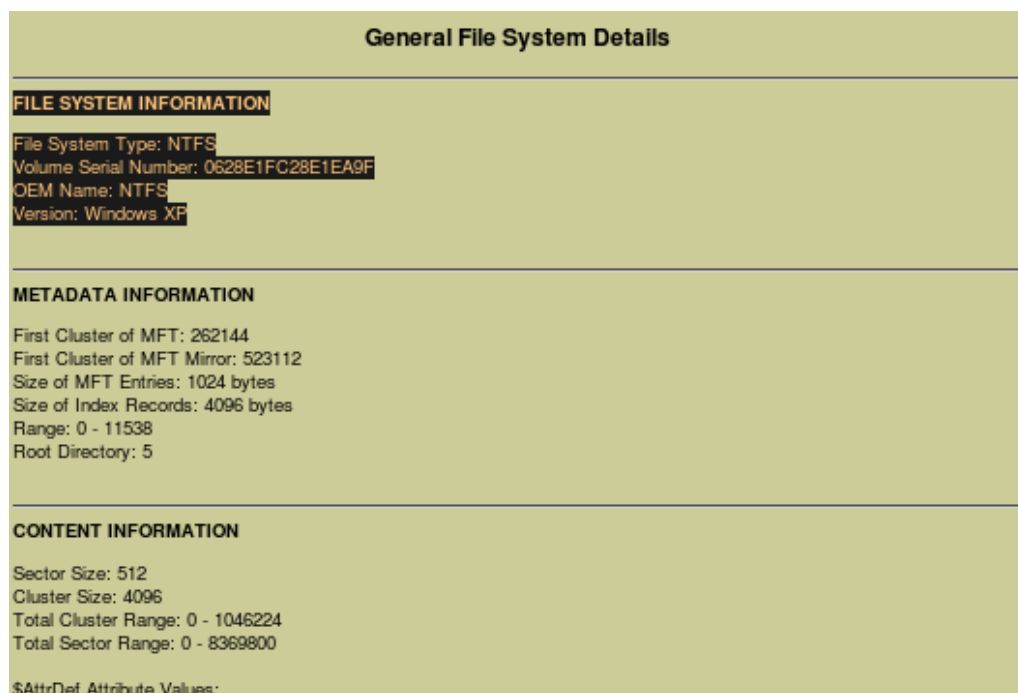 General File System Details
FILE SYSTEM INFORMATION
File System Type: NTFS
Volume Serial Number: 0628E1FC28E1EA9F
OEM Name: NTFS
Version: Windows XP
METADATA INFORMATION
First Cluster of MFT: 262144
First Cluster of MFT Mirror: 523112
Size of MFT Entries: 1024 bytes
Size of Index Records: 4096 bytes
Range: 0 - 11538
Root Directory: 5
CONTENT INFORMATION
Sector Size: 512
Cluster Size: 4096
Total Cluster Range: 0 - 1046224
Total Sector Range: 0 - 8369800
$AttrDef Attribute Values: